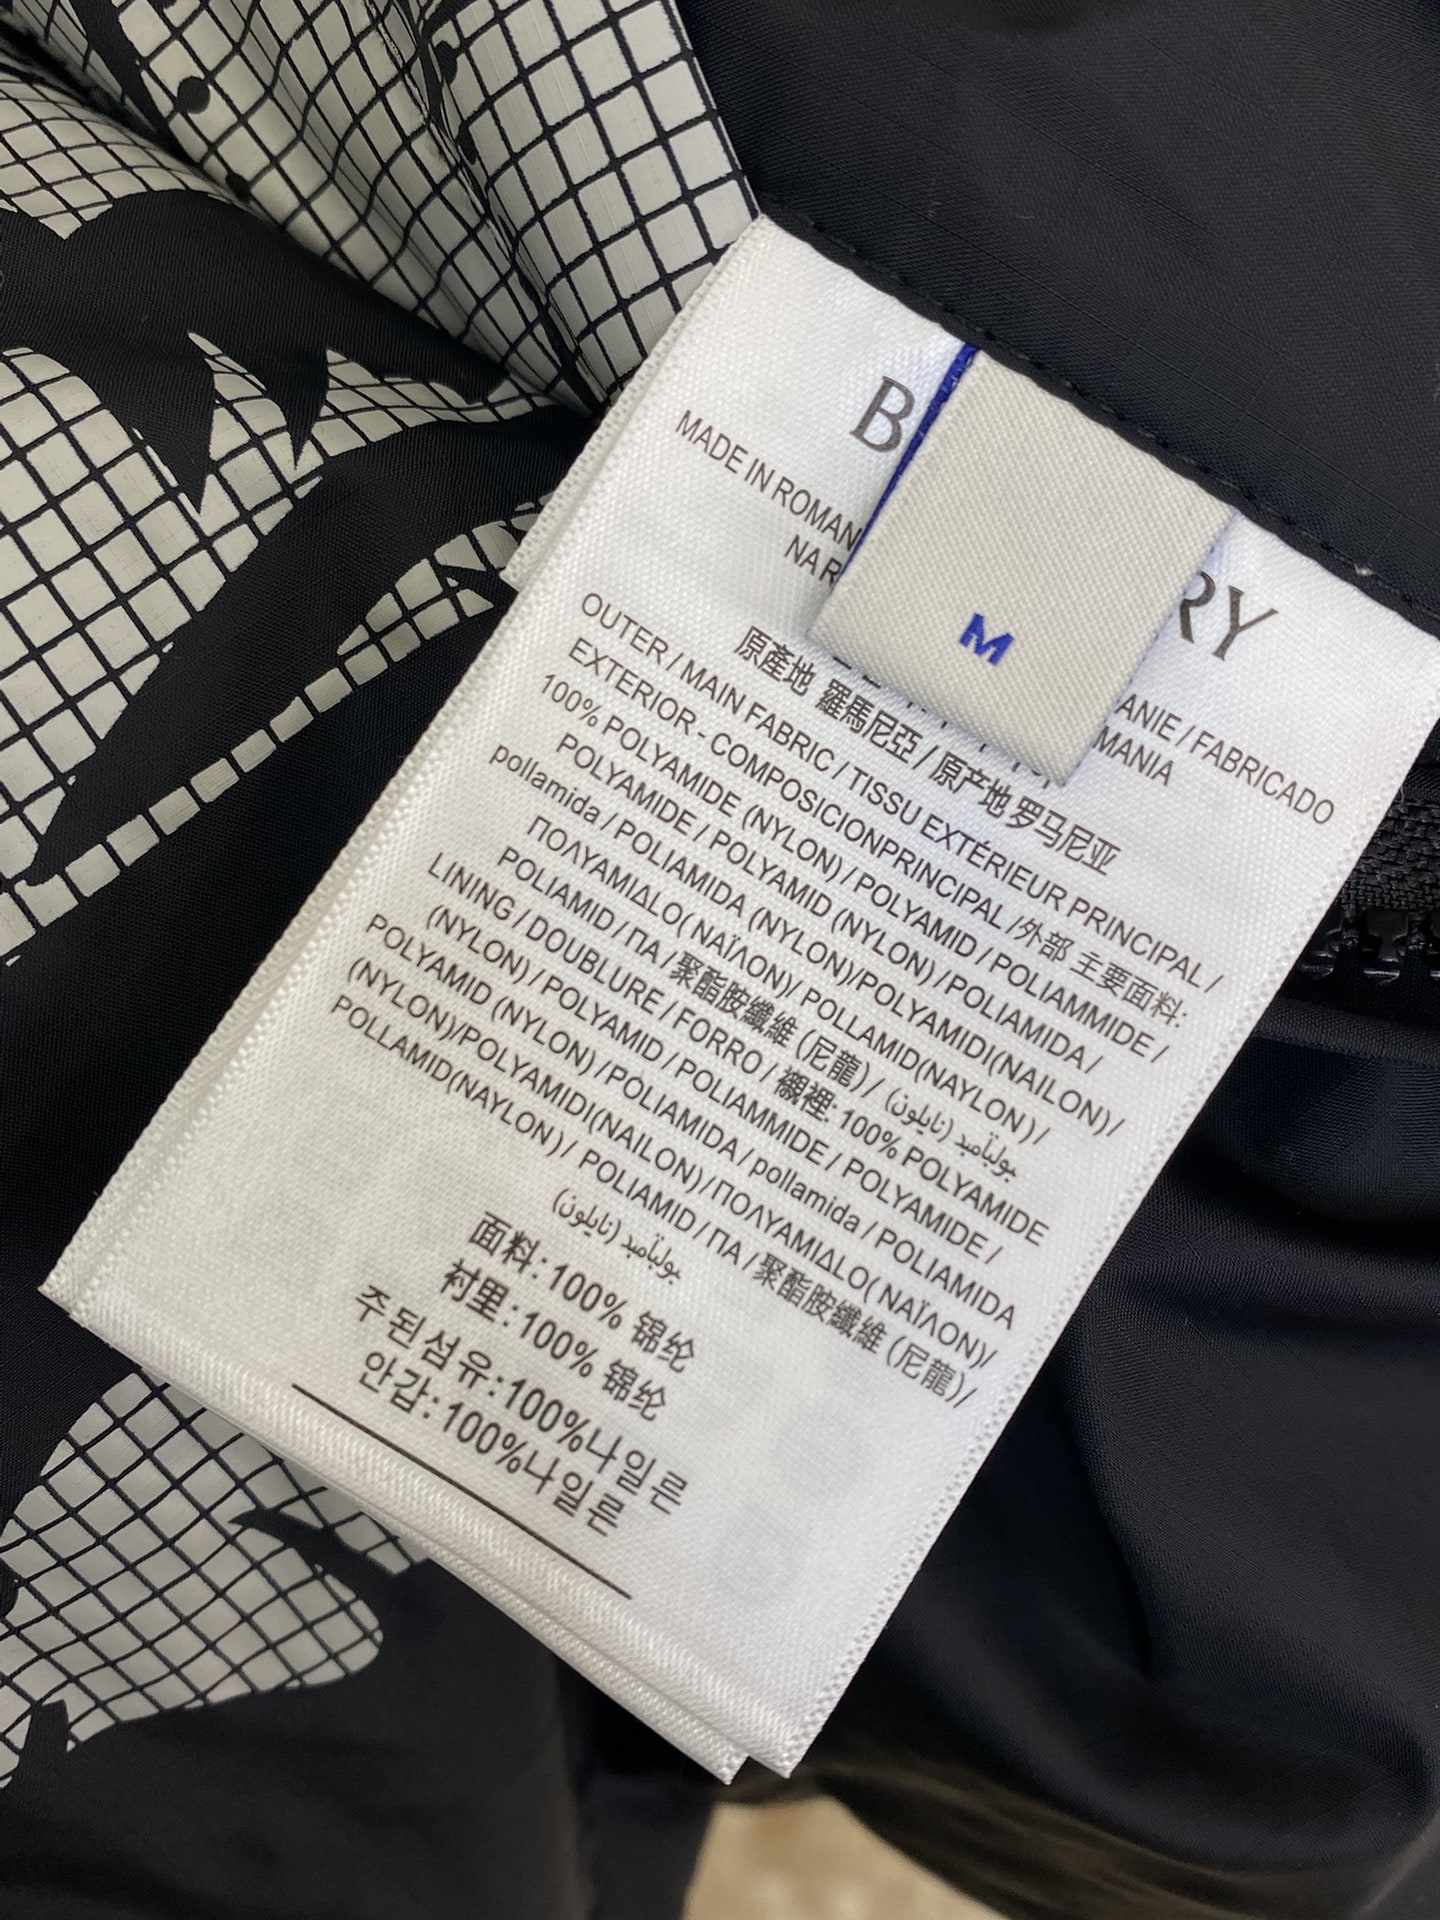 B RY
MADE IN ROMAN ANIE / FABRICADO
NA R MANIA
原產地 羅馬尼亞 / 原产地 罗马尼亚
OUTER / MAIN FABRIC / TISSU EXTÉRIEUR PRINCIPAL /
EXTERIOR - COMPOSICIONPRINCIPAL /外部 主要面料:
100% POLYAMIDE (NYLON) / POLYAMID / POLIAMMIDE /
POLYAMIDE / POLYAMID (NYLON) / POLIAMIDA /
pollamida / POLIAMIDA (NYLON)/POLYAMIDI(NAILON)/
ΠΟΛΥΑΜΙΔLO( ΝΑΪΛΟΝ)/ POLLAMID(NAYLON) /
POLIAMID / ПА / 聚酯胺纖維 (尼龍) / بوليآميد (نايلون)
LINING / DOUBLURE / FORRO / 襯裡: 100% POLYAMIDE
(NYLON) / POLYAMID / POLIAMMIDE / POLYAMIDE /
POLYAMID (NYLON) / POLIAMIDA / pollamida / POLIAMIDA
(NYLON)/POLYAMIDI(NAILON)/ΠΟΛΥΑΜΙΔLO( ΝΑΪΛΟΝ)/
POLLAMID(NAYLON) / POLIAMID / ПА / 聚酯胺纖維 (尼龍)/
بوليآميد (نايلون)
面料: 100% 锦纶
衬里: 100% 锦纶
주된섬유:100%나일론
안감:100%나일론
M